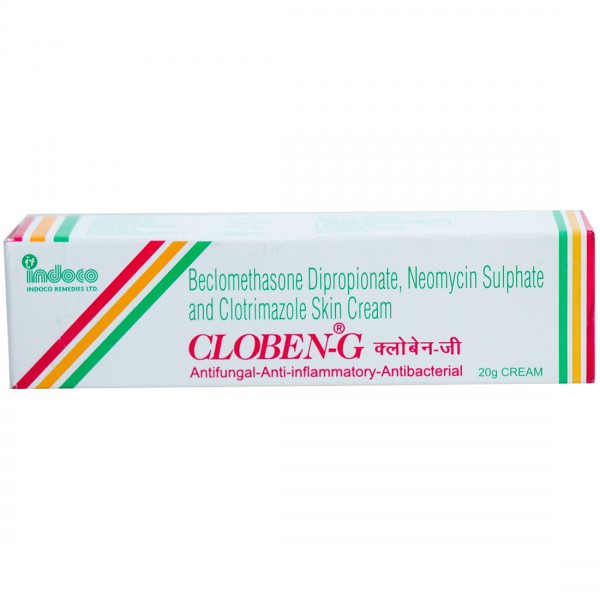 indoco
INDOCO REMEDIES LTD.
Beclomethasone Dipropionate, Neomycin Sulphate
and Clotrimazole Skin Cream
CLOBEN-G® क्लोबेन-जी
Antifungal-Anti-inflammatory-Antibacterial 20g CREAM